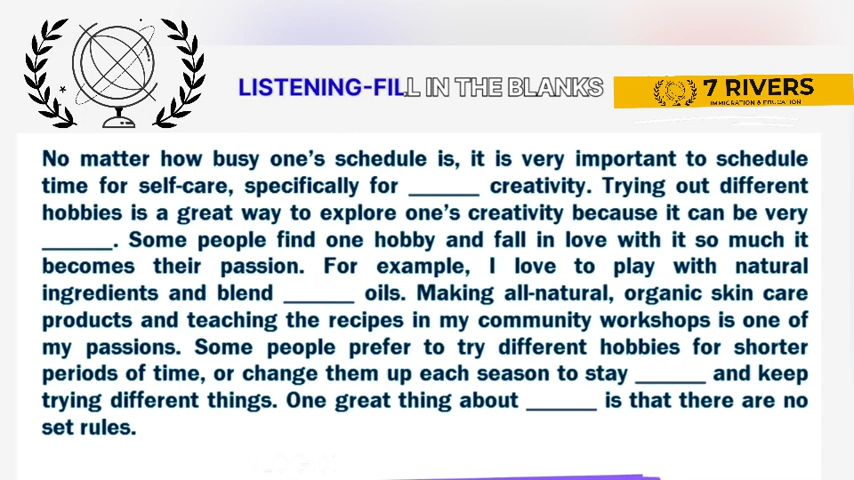 LISTENING-FILL IN THE BLANKS
7 RIVERS
IMMIGRATION & EDUCATION
No matter how busy one's schedule is, it is very important to schedule
time for self-care, specifically for ______ creativity. Trying out different
hobbies is a great way to explore one's creativity because it can be very
______. Some people find one hobby and fall in love with it so much it
becomes their passion. For example, I love to play with natural
ingredients and blend ______ oils. Making all-natural, organic skin care
products and teaching the recipes in my community workshops is one of
my passions. Some people prefer to try different hobbies for shorter
periods of time, or change them up each season to stay ______ and keep
trying different things. One great thing about ______ is that there are no
set rules.